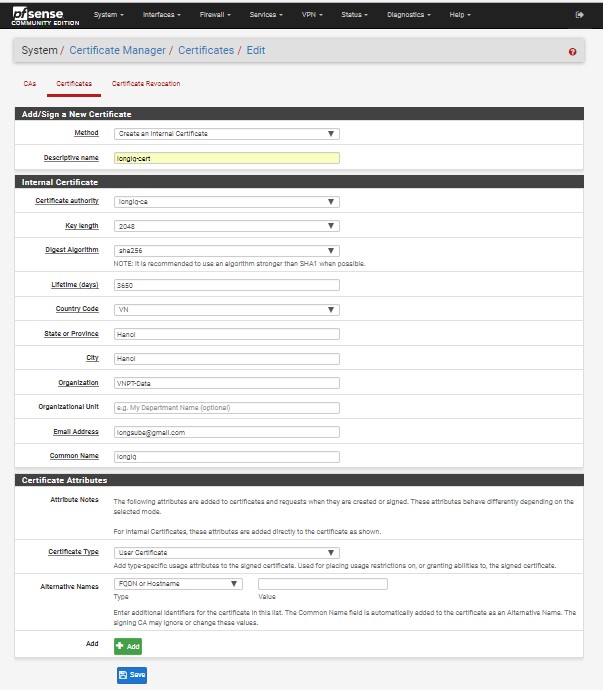 pfsense
COMMUNITY EDITION
System
Interfaces
Firewall
Services
VPN
Status
Diagnostics
Help
System / Certificate Manager / Certificates / Edit
CAs
Certificates
Certificate Revocation
Add/Sign a New Certificate
Method
Create an Internal Certificate
Descriptive name
longlq-cert
Internal Certificate
Certificate authority
longlq-ca
Key length
2048
Digest Algorithm
sha256
NOTE: It is recommended to use an algorithm stronger than SHA1 when possible.
Lifetime (days)
3650
Country Code
VN
State or Province
Hanoi
City
Hanoi
Organization
VNPT-Data
Organizational Unit
e.g. My Department Name (optional)
Email Address
longsube@gmail.com
Common Name
longlq
Certificate Attributes
Attribute Notes
The following attributes are added to certificates and requests when they are created or signed. These attributes behave differently depending on the
selected mode.
For Internal Certificates, these attributes are added directly to the certificate as shown.
Certificate Type
User Certificate
Add type-specific usage attributes to the signed certificate. Used for placing usage restrictions on, or granting abilities to, the signed certificate.
Alternative Names
FQDN or Hostname
Type
Value
Enter additional identifiers for the certificate in this list. The Common Name field is automatically added to the certificate as an Alternative Name. The
signing CA may ignore or change these values.
Add
Add
Save